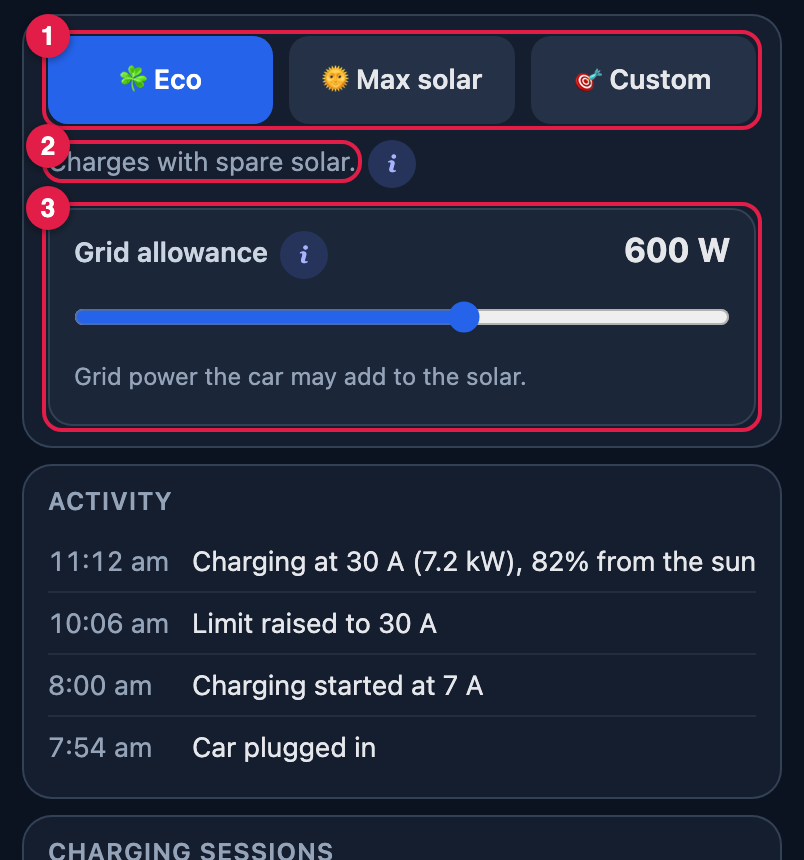 1
☘️ Eco
🌞 Max solar
🎯 Custom
2
Charges with spare solar.
i
3
Grid allowance
i
600 W
Grid power the car may add to the solar.
ACTIVITY
11:12 am Charging at 30 A (7.2 kW), 82% from the sun
10:06 am Limit raised to 30 A
8:00 am Charging started at 7 A
7:54 am Car plugged in
CHARGING SESSIONS